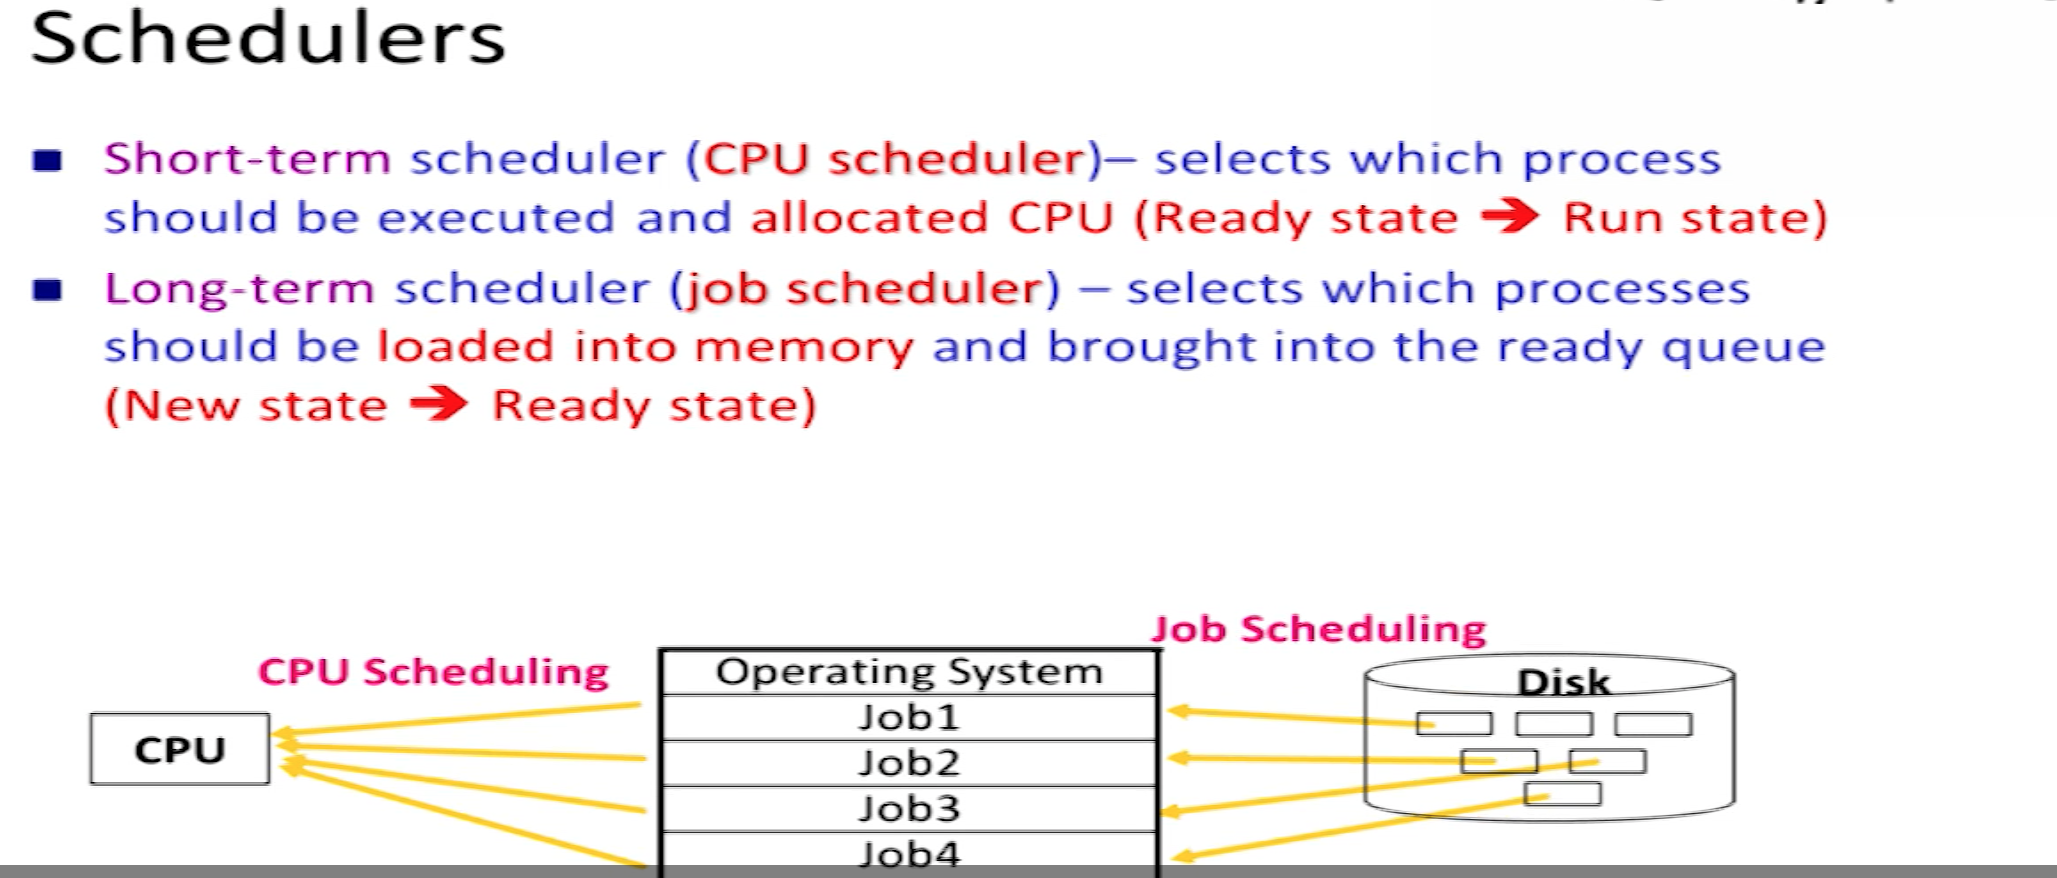 Schedulers
■ Short-term scheduler (CPU scheduler)– selects which process
should be executed and allocated CPU (Ready state ➔ Run state)
■ Long-term scheduler (job scheduler) – selects which processes
should be loaded into memory and brought into the ready queue
(New state ➔ Ready state)
Job Scheduling
CPU Scheduling
Operating System
Disk
Job1
CPU
Job2
Job3
Job4